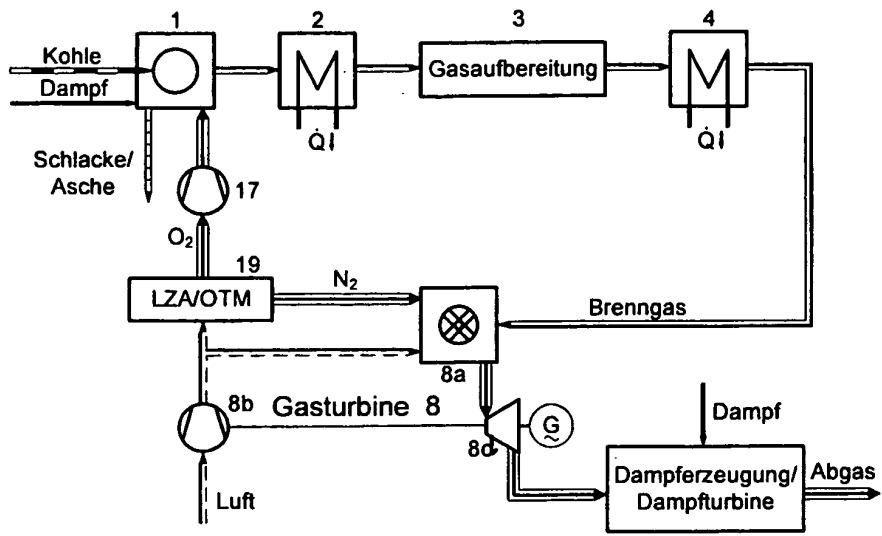 1
2
3
4
Kohle
Dampf
Gasaufbereitung
Q̇
Q̇
Schlacke/
Asche
17
O₂
19
LZA/OTM
N₂
Brenngas
8a
8b
Gasturbine 8
G
~
8c
Dampf
Luft
Dampferzeugung/
Dampfturbine
Abgas